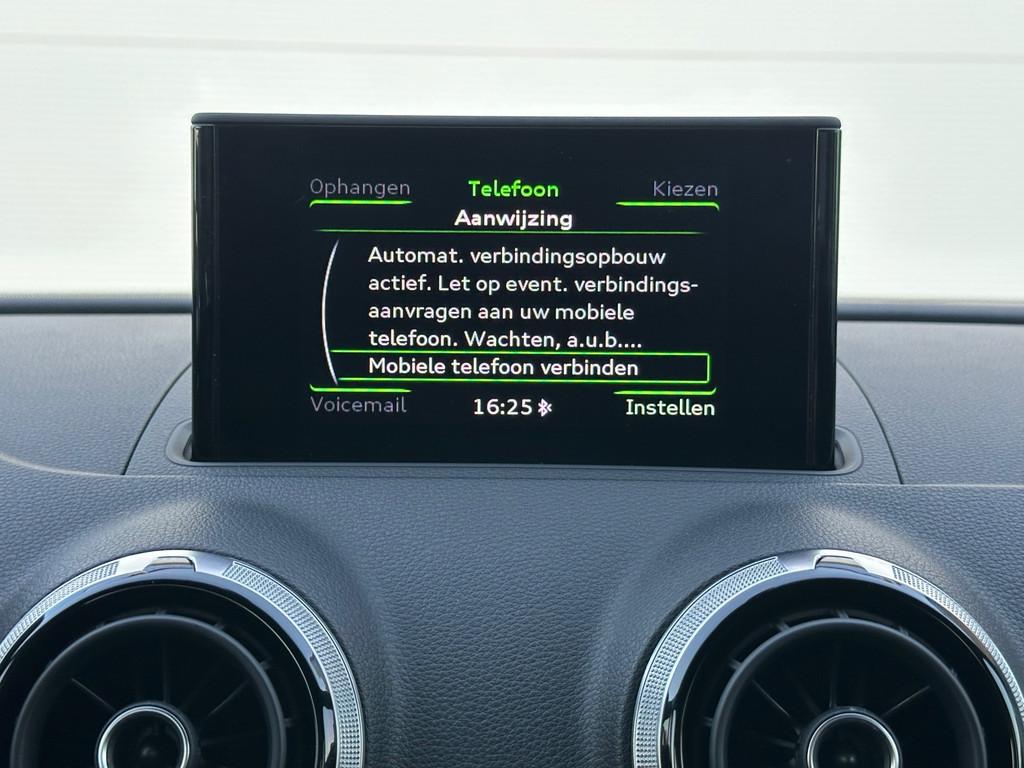 Ophangen Telefoon Kiezen
Aanwijzing
Automat. verbindingsopbouw
actief. Let op event. verbindings-
aanvragen aan uw mobiele
telefoon. Wachten, a.u.b....
Mobiele telefoon verbinden
Voicemail 16:25 Instellen